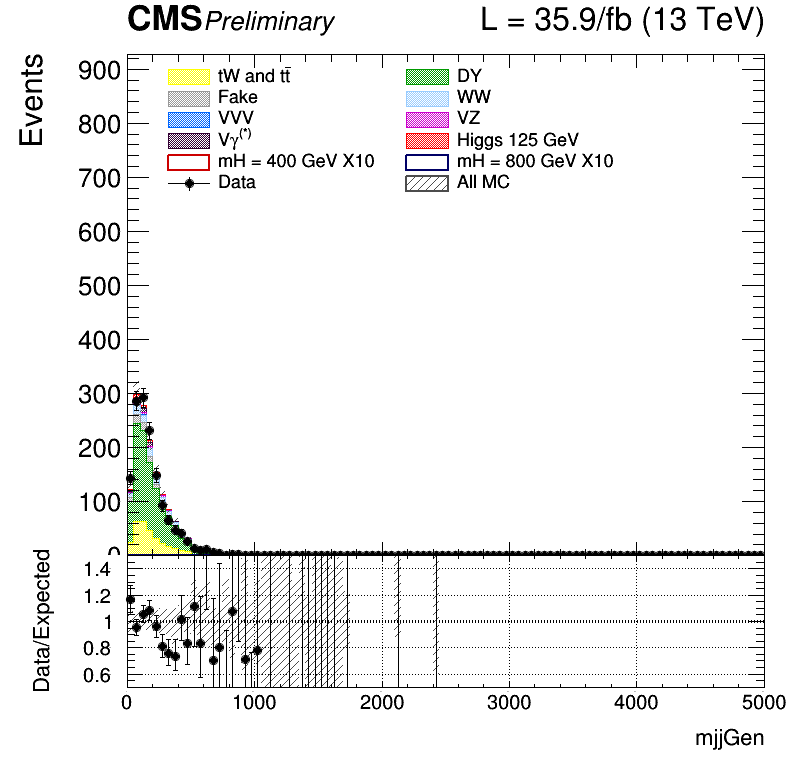 CMS Preliminary L = 35.9/fb (13 TeV)
Events
900
800
700
600
500
400
300
200
100
0
tW and tt̄ DY
Fake WW
VVV VZ
Vγ(*) Higgs 125 GeV
mH = 400 GeV X10 mH = 800 GeV X10
Data All MC
Data/Expected
1.4
1.2
1
0.8
0.6
0 1000 2000 3000 4000 5000
mjjGen